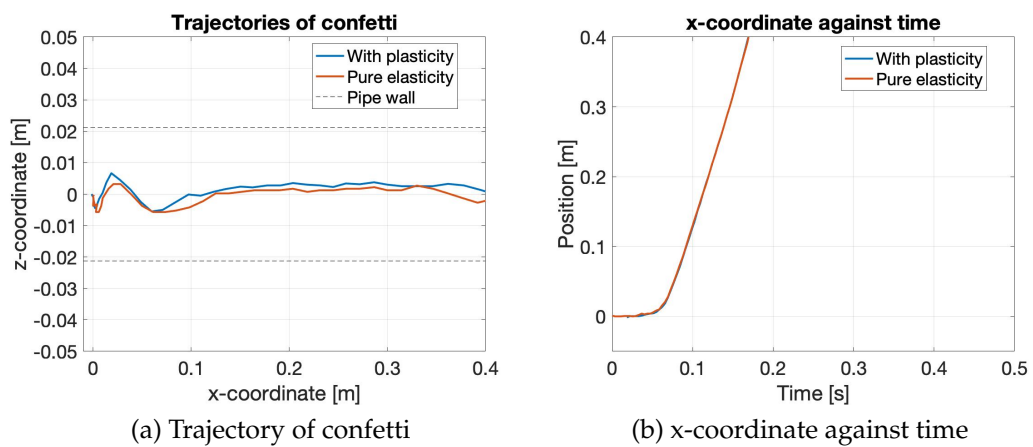 Trajectories of confetti
0.05
0.04
0.03
0.02
0.01
0
-0.01
-0.02
-0.03
-0.04
-0.05
z-coordinate [m]
With plasticity
Pure elasticity
Pipe wall
0
0.1
0.2
0.3
0.4
x-coordinate [m]
(a) Trajectory of confetti
x-coordinate against time
0.4
0.3
0.2
0.1
0
Position [m]
With plasticity
Pure elasticity
0
0.1
0.2
0.3
0.4
0.5
Time [s]
(b) x-coordinate against time